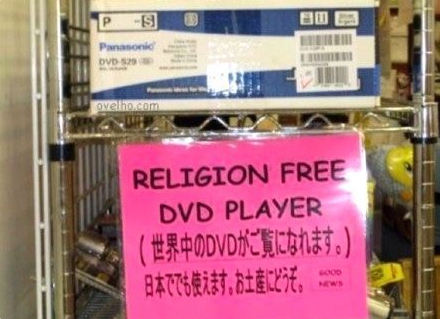 P -S
Panasonic
DVD-S29
ovelho.com
RELIGION FREE
DVD PLAYER
(世界中のDVDがご覧になれます。)
日本ででも使えます。お土産にどうぞ。 GOOD
NEWS